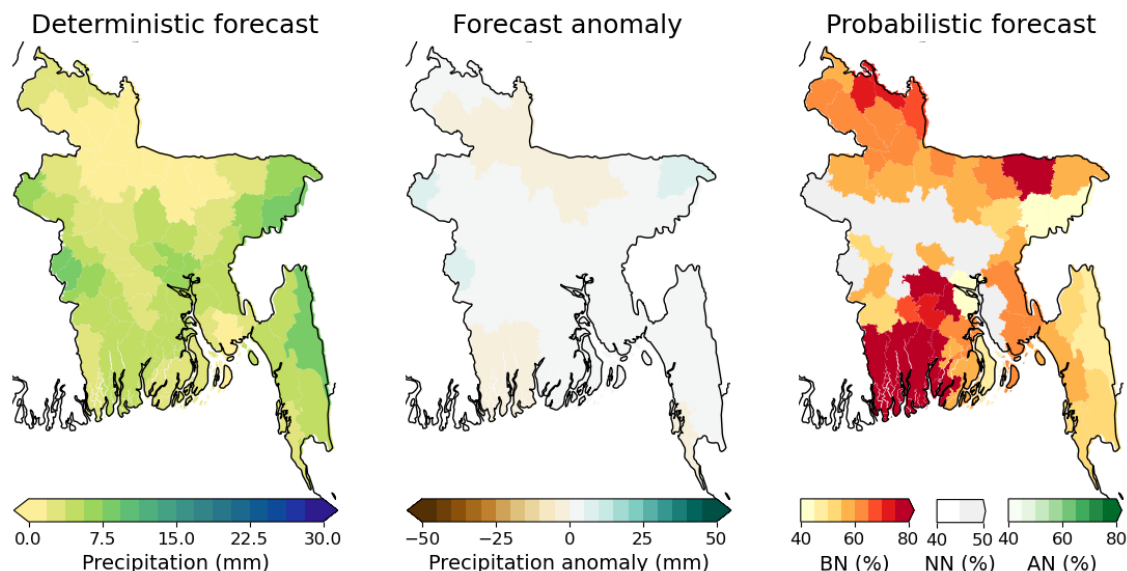 Deterministic forecast
Forecast anomaly
Probabilistic forecast
0.0 7.5 15.0 22.5 30.0
Precipitation (mm)
−50 −25 0 25 50
Precipitation anomaly (mm)
40 60 80
BN (%)
40 50
NN (%)
40 60 80
AN (%)